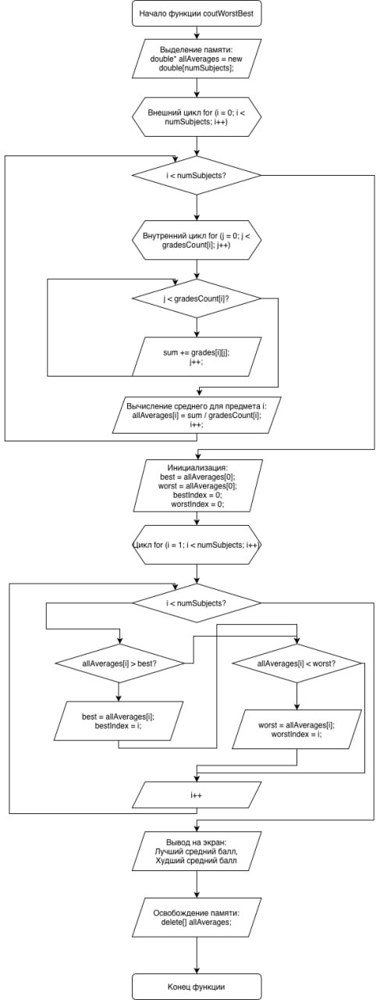 Начало функции coutWorstBest
Выделение памяти:
double* allAverages = new
double[numSubjects];
Внешний цикл for (i = 0; i <
numSubjects; i++)
i < numSubjects?
Внутренний цикл for (j = 0; j <
gradesCount[i]; j++)
j < gradesCount[i]?
sum += grades[i][j];
j++;
Вычисление среднего для предмета i:
allAverages[i] = sum / gradesCount[i];
i++;
Инициализация:
best = allAverages[0];
worst = allAverages[0];
bestIndex = 0;
worstIndex = 0;
Цикл for (i = 1; i < numSubjects; i++)
i < numSubjects?
allAverages[i] > best?
allAverages[i] < worst?
best = allAverages[i];
bestIndex = i;
worst = allAverages[i];
worstIndex = i;
i++
Вывод на экран:
Лучший средний балл,
Худший средний балл
Освобождение памяти:
delete[] allAverages;
Конец функции